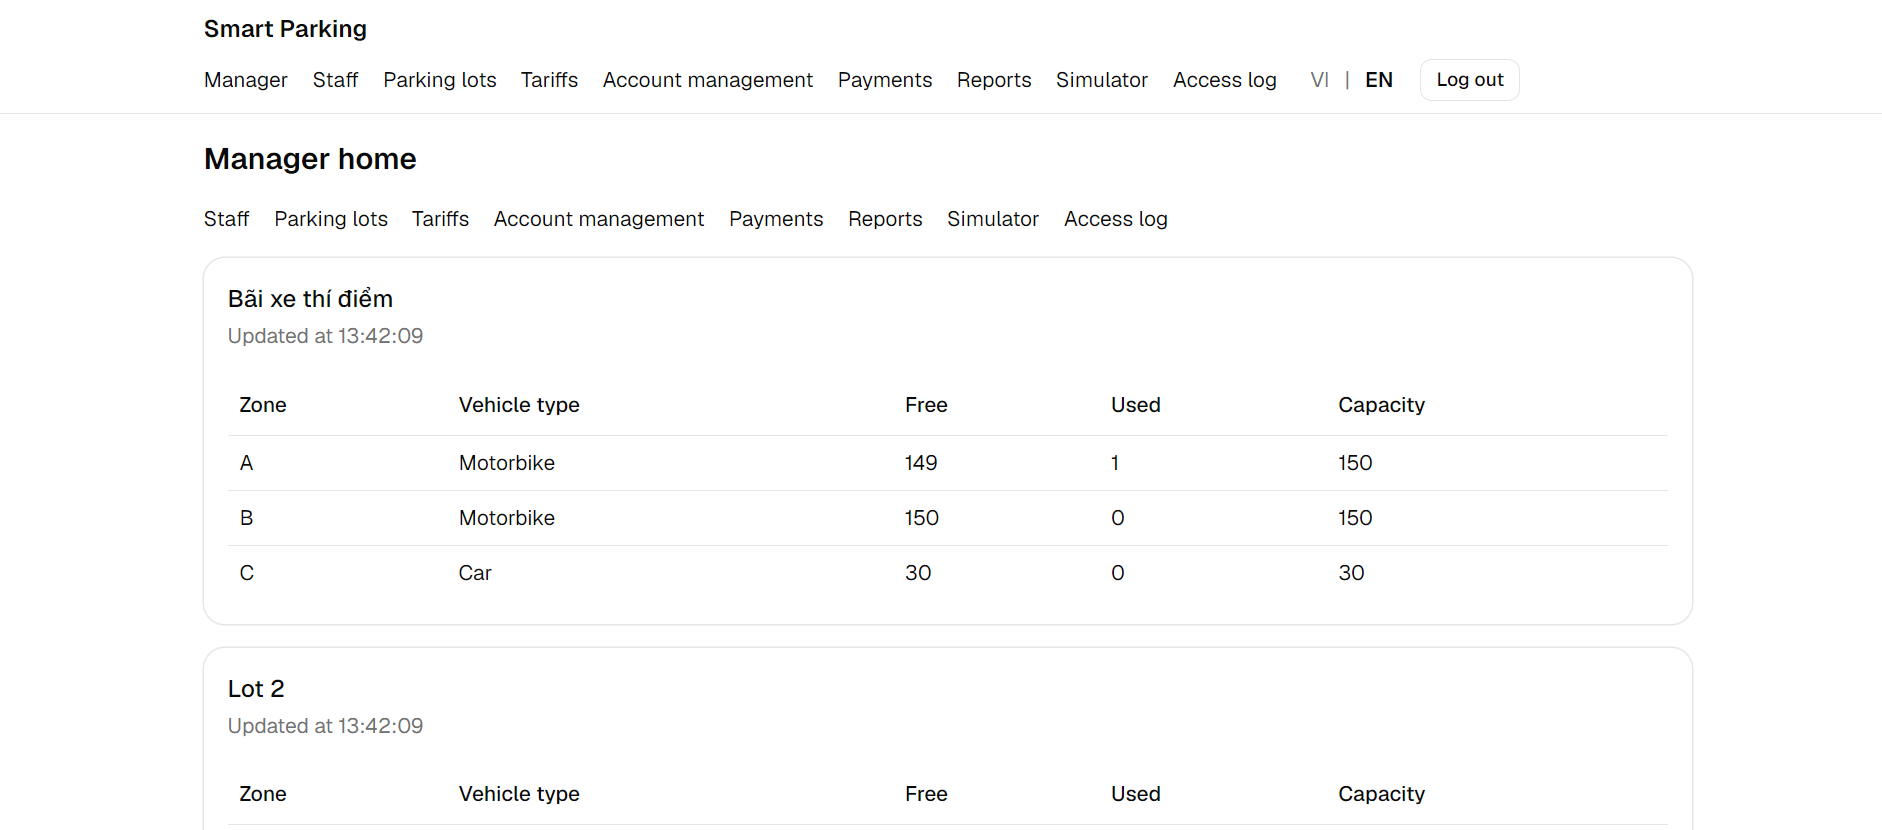 Smart Parking
Manager Staff Parking lots Tariffs Account management Payments Reports Simulator Access log VI | EN Log out
Manager home
Staff Parking lots Tariffs Account management Payments Reports Simulator Access log
Bãi xe thí điểm
Updated at 13:42:09
Zone Vehicle type Free Used Capacity
A Motorbike 149 1 150
B Motorbike 150 0 150
C Car 30 0 30
Lot 2
Updated at 13:42:09
Zone Vehicle type Free Used Capacity